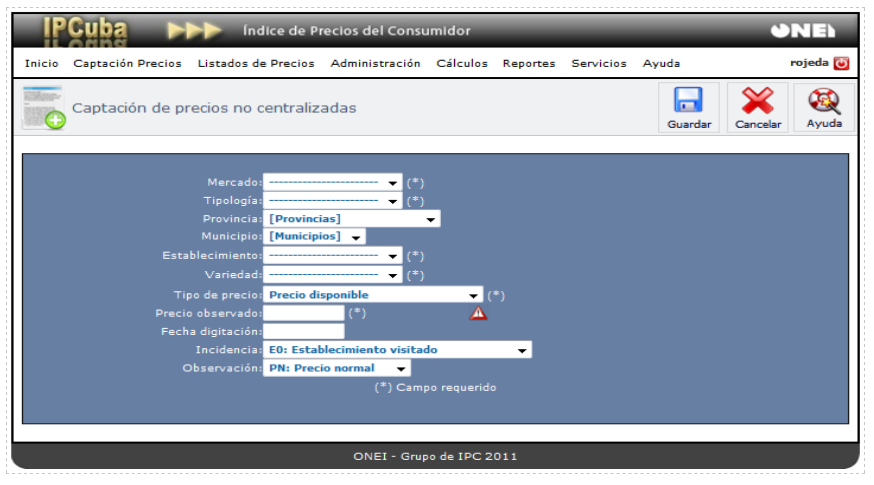 IPCuba Índice de Precios del Consumidor ONEI
Inicio Captación Precios Listados de Precios Administración Cálculos Reportes Servicios Ayuda rojeda
Captación de precios no centralizadas
Guardar Cancelar Ayuda
Mercado: ----------------------- (*)
Tipología: ----------------------- (*)
Provincia: [Provincias]
Municipio: [Municipios]
Establecimiento: ----------------------- (*)
Variedad: ----------------------- (*)
Tipo de precio: Precio disponible (*)
Precio observado: (*)
Fecha digitación:
Incidencia: E0: Establecimiento visitado
Observación: PN: Precio normal
(*) Campo requerido
ONEI - Grupo de IPC 2011